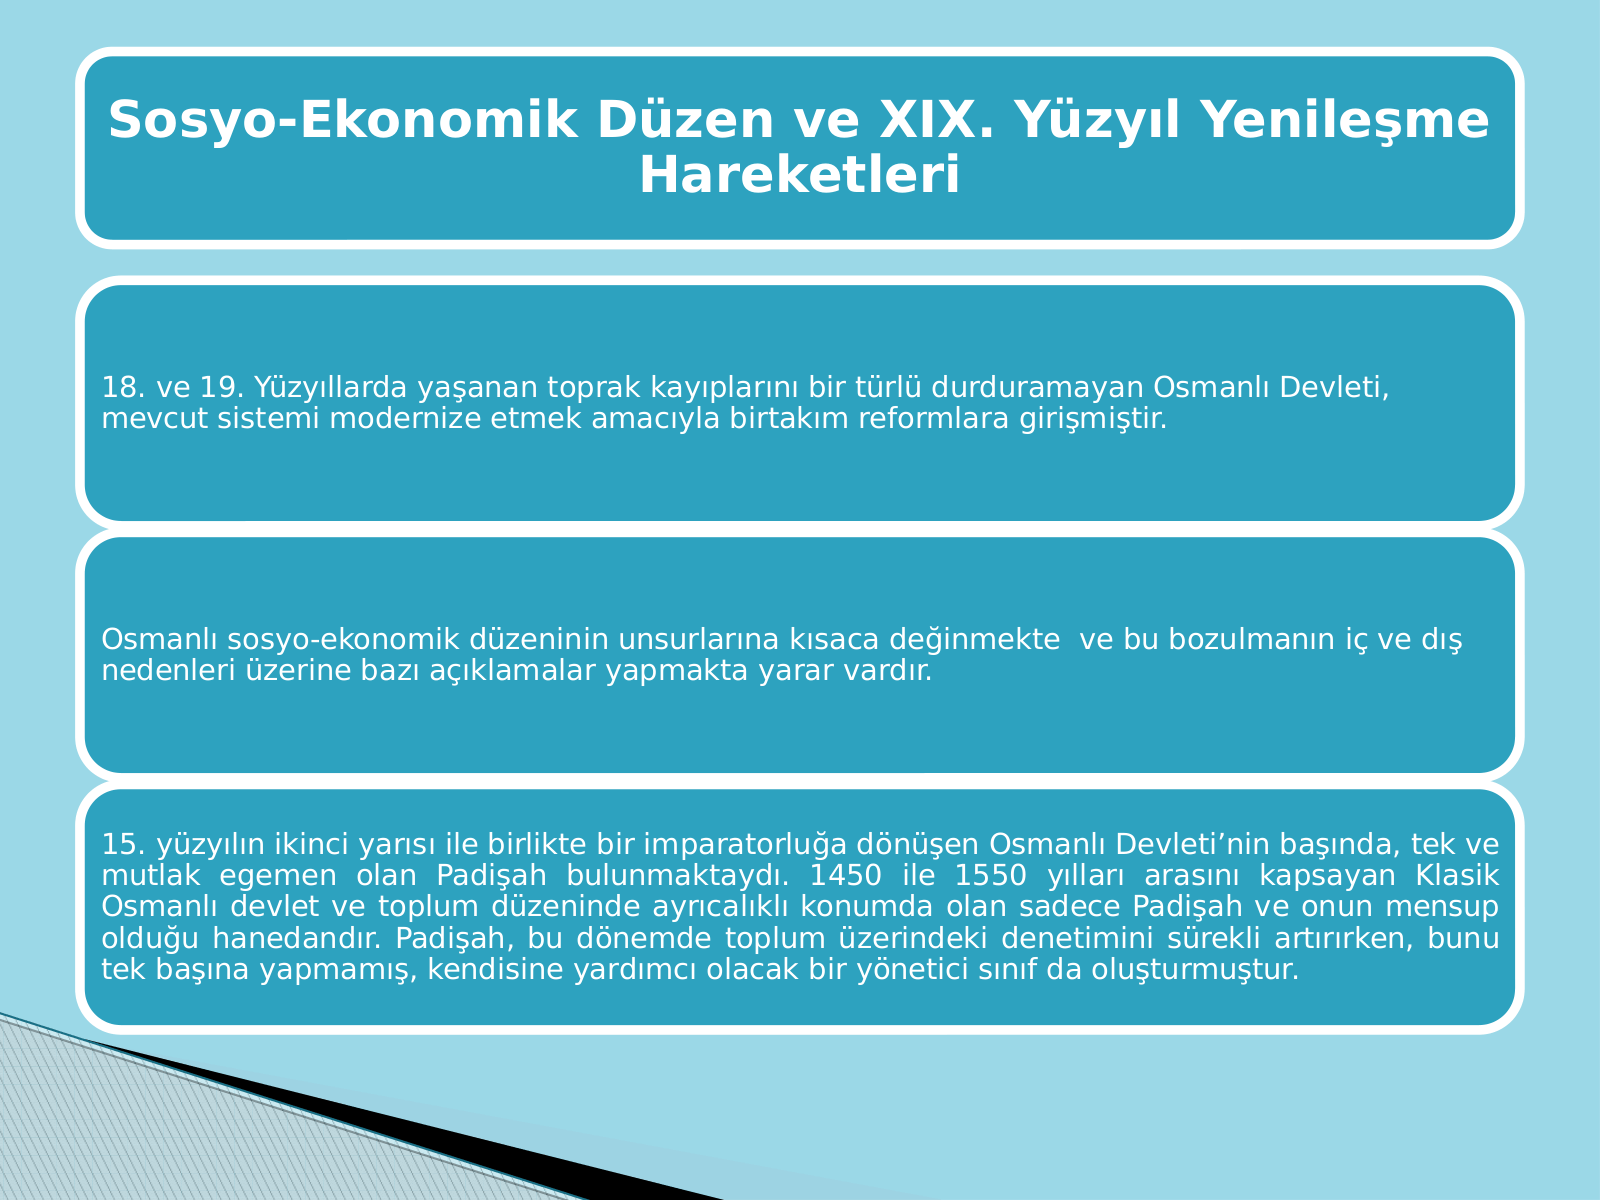 Sosyo-Ekonomik Düzen ve XIX. Yüzyıl Yenileşme
Hareketleri
18. ve 19. Yüzyıllarda yaşanan toprak kayıplarını bir türlü durduramayan Osmanlı Devleti,
mevcut sistemi modernize etmek amacıyla birtakım reformlara girişmiştir.
Osmanlı sosyo-ekonomik düzeninin unsurlarına kısaca değinmekte  ve bu bozulmanın iç ve dış
nedenleri üzerine bazı açıklamalar yapmakta yarar vardır.
15. yüzyılın ikinci yarısı ile birlikte bir imparatorluğa dönüşen Osmanlı Devleti’nin başında, tek ve
mutlak egemen olan Padişah bulunmaktaydı. 1450 ile 1550 yılları arasını kapsayan Klasik
Osmanlı devlet ve toplum düzeninde ayrıcalıklı konumda olan sadece Padişah ve onun mensup
olduğu hanedandır. Padişah, bu dönemde toplum üzerindeki denetimini sürekli artırırken, bunu
tek başına yapmamış, kendisine yardımcı olacak bir yönetici sınıf da oluşturmuştur.